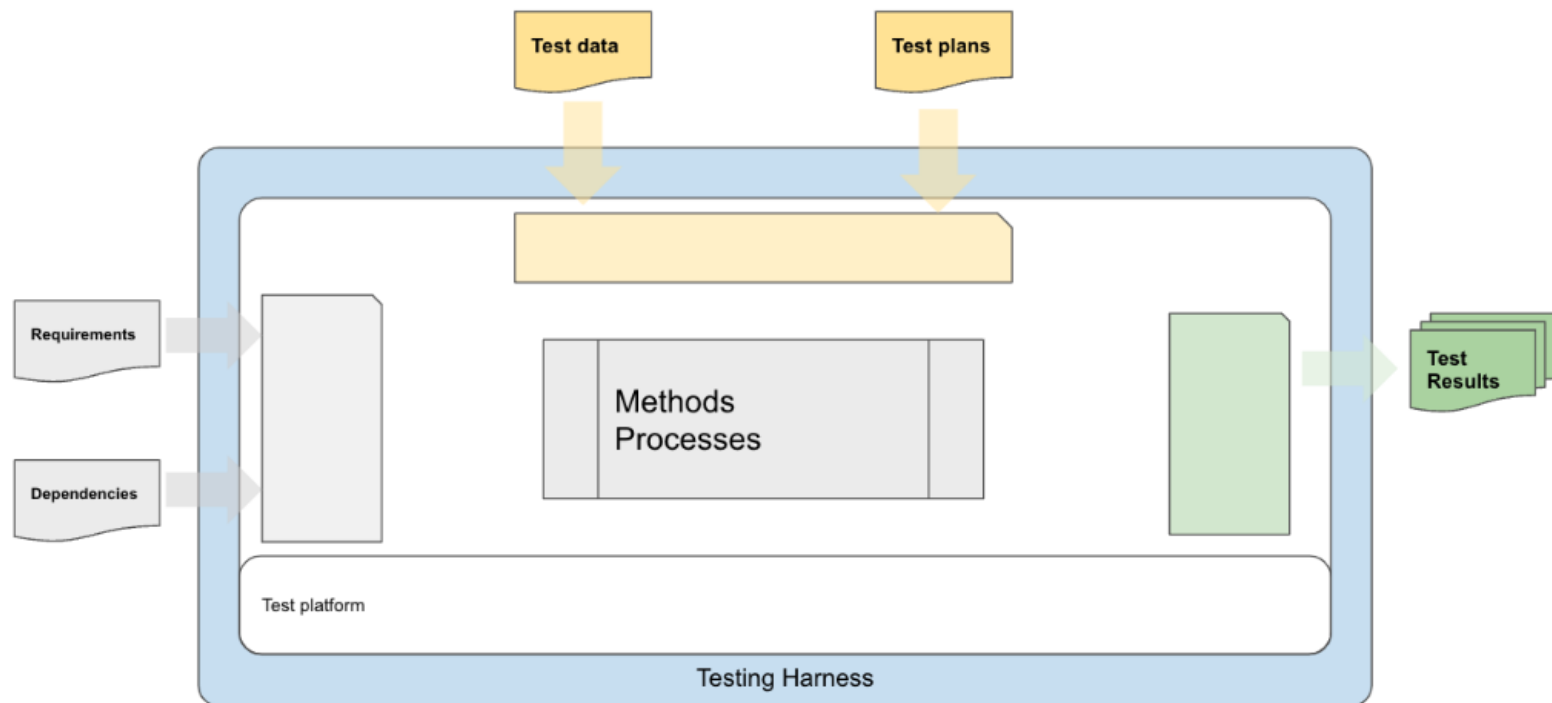 Test data
Test plans
Requirements
Methods
Processes
Test
Results
Dependencies
Test platform
Testing Harness